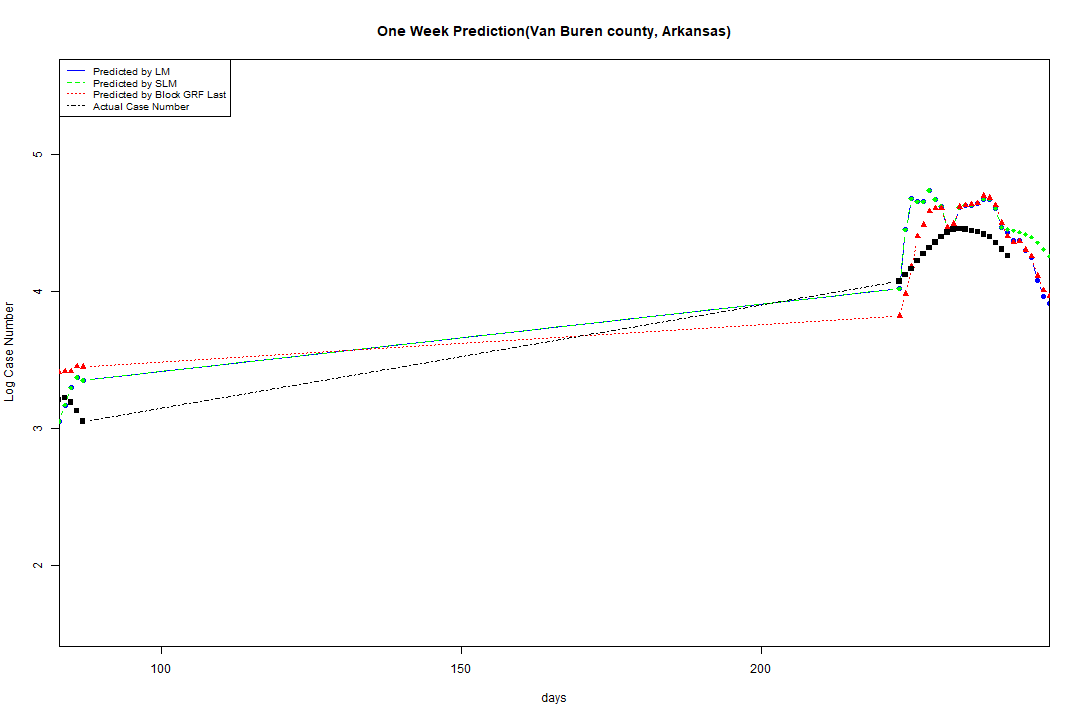 One Week Prediction(Van Buren county, Arkansas)
Predicted by LM
Predicted by SLM
Predicted by Block GRF Last
Actual Case Number
5
4
3
2
Log Case Number
100
150
200
days